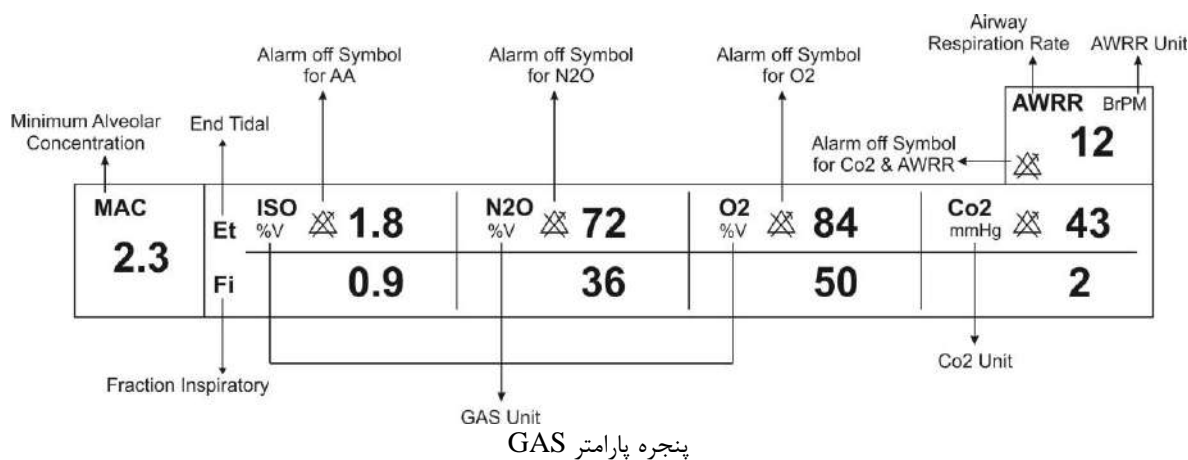 Airway
Respiration Rate
AWRR Unit
Alarm off Symbol
for AA
Alarm off Symbol
for N2O
Alarm off Symbol
for O2
AWRR BrPM
12
Minimum Alveolar
Concentration
End Tidal
Alarm off Symbol
for Co2 & AWRR
MAC
2.3
Et
ISO
%V
1.8
N2O
%V
72
O2
%V
84
Co2
mmHg
43
Fi
0.9
36
50
2
Fraction Inspiratory
GAS Unit
Co2 Unit
پنجره پارامتر GAS